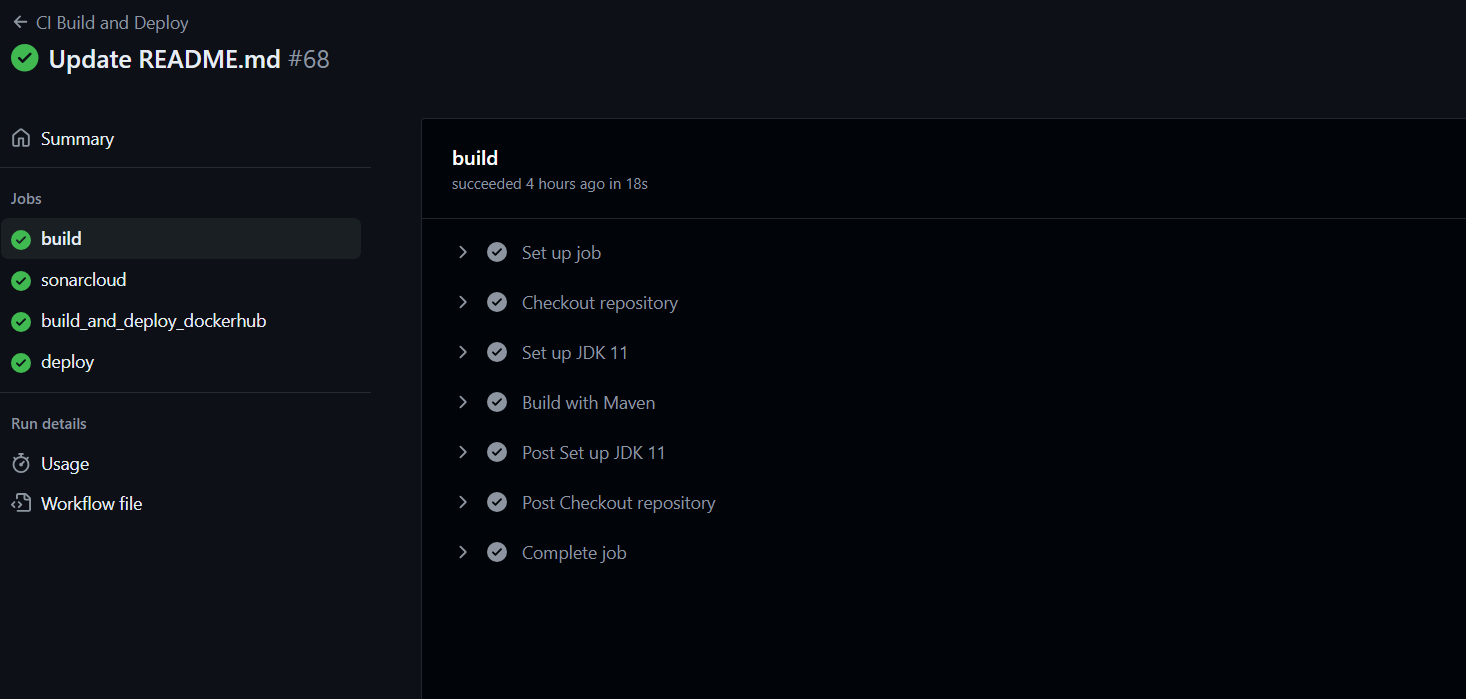 CI Build and Deploy
Update README.md #68
Summary
Jobs
build
sonarcloud
build_and_deploy_dockerhub
deploy
Run details
Usage
Workflow file
build
succeeded 4 hours ago in 18s
Set up job
Checkout repository
Set up JDK 11
Build with Maven
Post Set up JDK 11
Post Checkout repository
Complete job